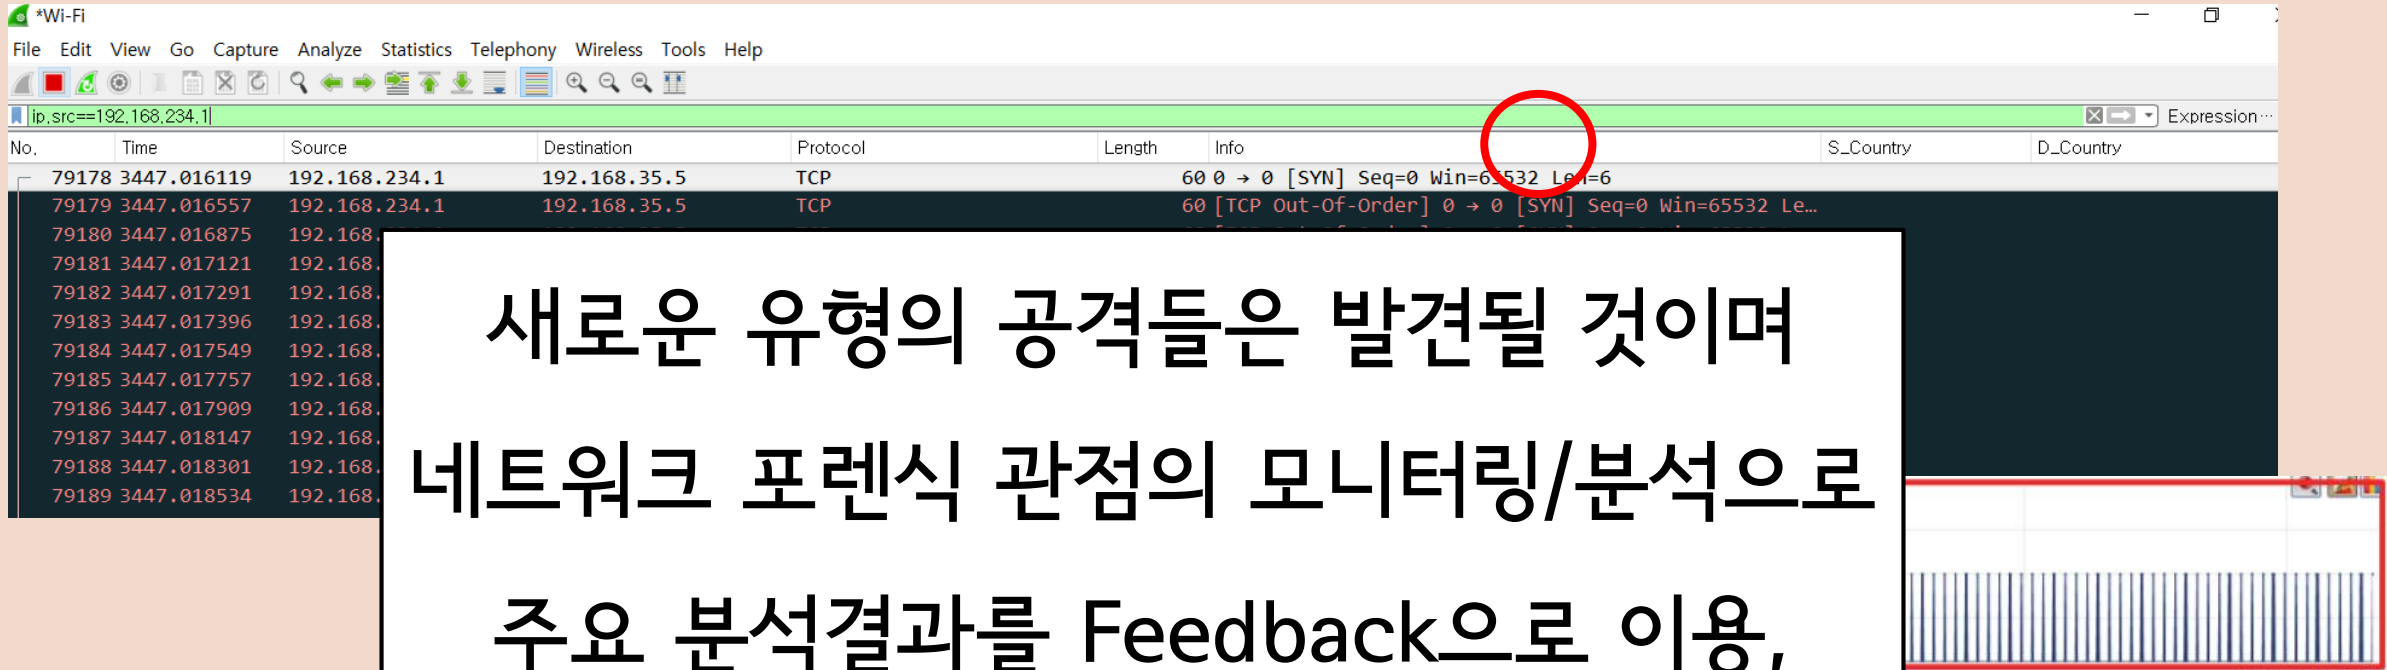 *Wi-Fi
File Edit View Go Capture Analyze Statistics Telephony Wireless Tools Help
ip.src==192.168.234.1
Expression…
No. Time Source Destination Protocol Length Info S_Country D_Country
79178 3447.016119 192.168.234.1 192.168.35.5 TCP 60 0 → 0 [SYN] Seq=0 Win=65532 Len=6
79179 3447.016557 192.168.234.1 192.168.35.5 TCP 60 [TCP Out-Of-Order] 0 → 0 [SYN] Seq=0 Win=65532 Le…
79180 3447.016875 192.168.
79181 3447.017121 192.168.
79182 3447.017291 192.168.
79183 3447.017396 192.168.
79184 3447.017549 192.168.
79185 3447.017757 192.168.
79186 3447.017909 192.168.
79187 3447.018147 192.168.
79188 3447.018301 192.168.
79189 3447.018534 192.168.
새로운 유형의 공격들은 발견될 것이며
네트워크 포렌식 관점의 모니터링/분석으로
주요 분석결과를 Feedback으로 이용,